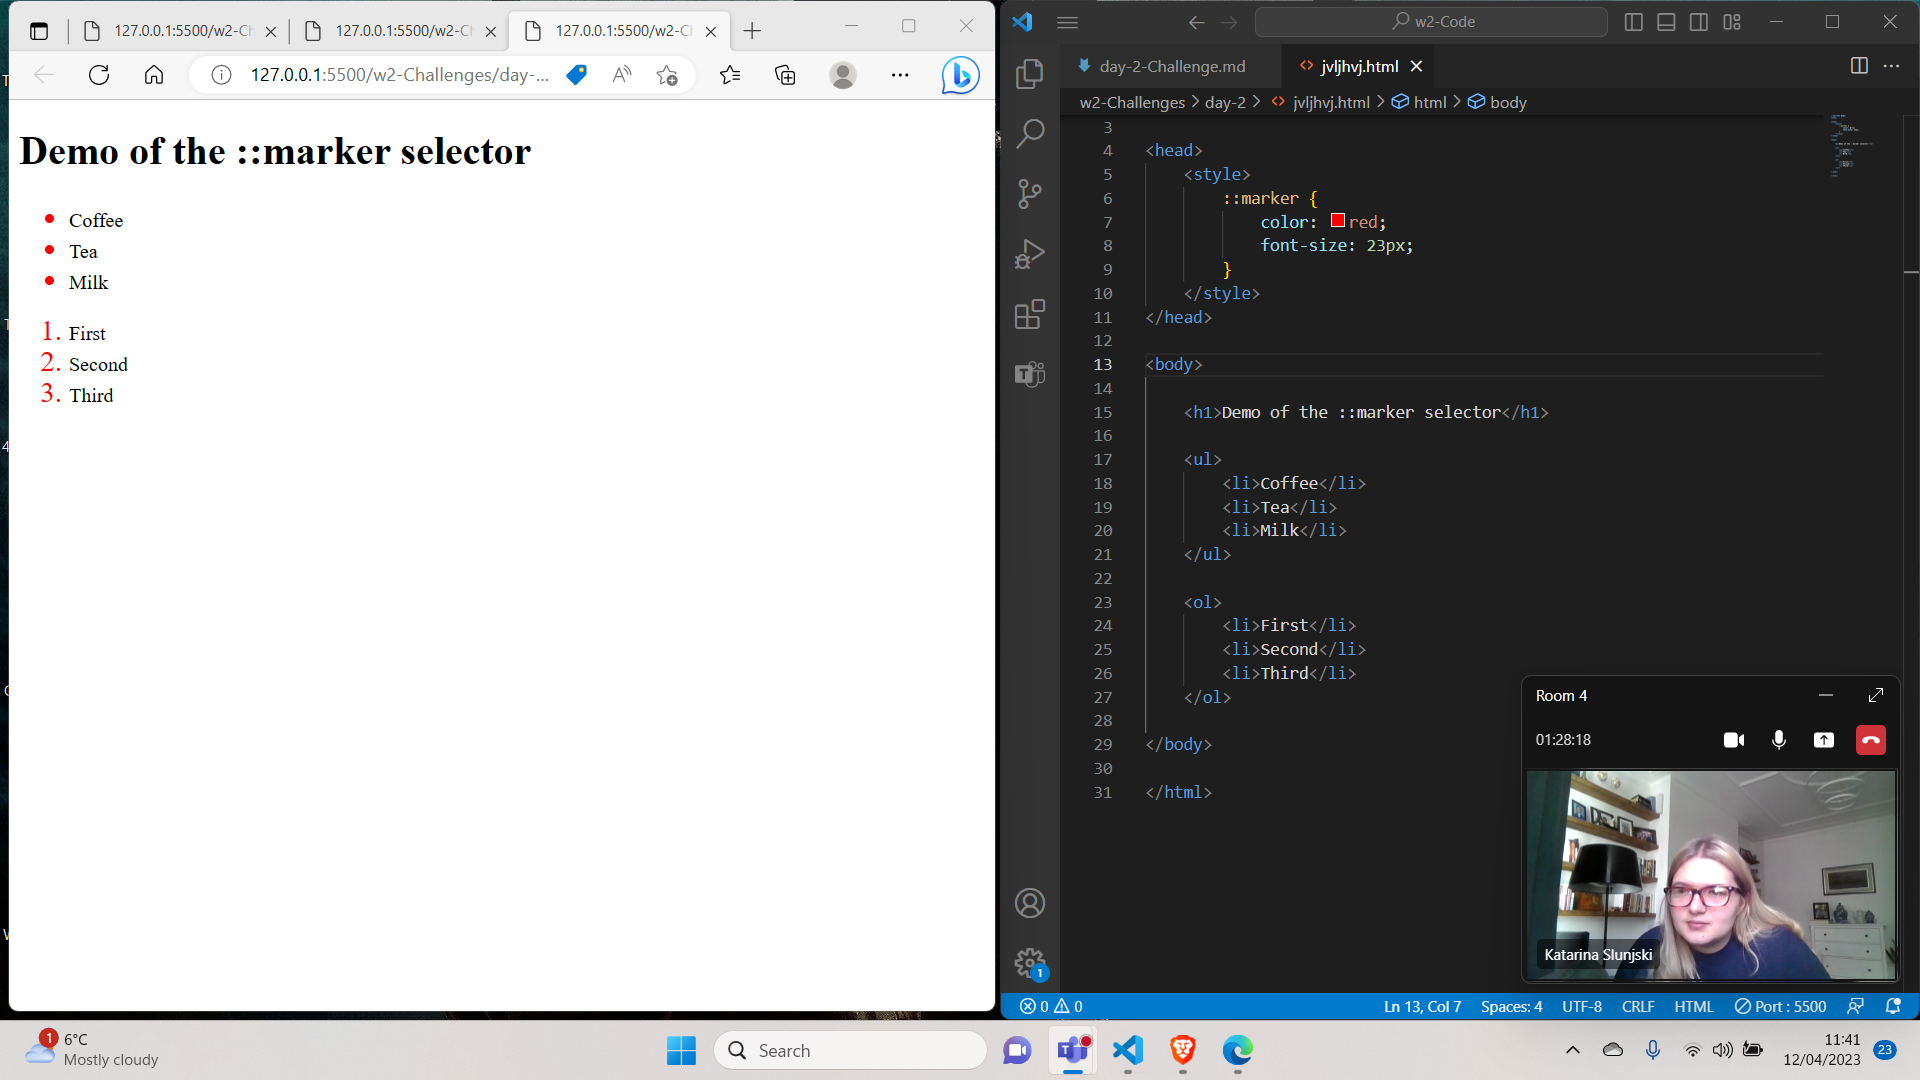 127.0.0.1:5500/w2-Ch
127.0.0.1:5500/w2-Ch
127.0.0.1:5500/w2-Ch
127.0.0.1:5500/w2-Challenges/day-...
Demo of the ::marker selector
Coffee
Tea
Milk
1. First
2. Second
3. Third
w2-Code
day-2-Challenge.md
jvljhvj.html
w2-Challenges > day-2 > jvljhvj.html > html > body
3
4 <head>
5 <style>
6 ::marker {
7 color: red;
8 font-size: 23px;
9 }
10 </style>
11 </head>
12
13 <body>
14
15 <h1>Demo of the ::marker selector</h1>
16
17 <ul>
18 <li>Coffee</li>
19 <li>Tea</li>
20 <li>Milk</li>
21 </ul>
22
23 <ol>
24 <li>First</li>
25 <li>Second</li>
26 <li>Third</li>
27 </ol>
28
29 </body>
30
31 </html>
Room 4
01:28:18
Katarina Slunjski
1
0 0
Ln 13, Col 7 Spaces: 4 UTF-8 CRLF HTML Port : 5500
1
6°C
Mostly cloudy
Search
11:41
12/04/2023
23